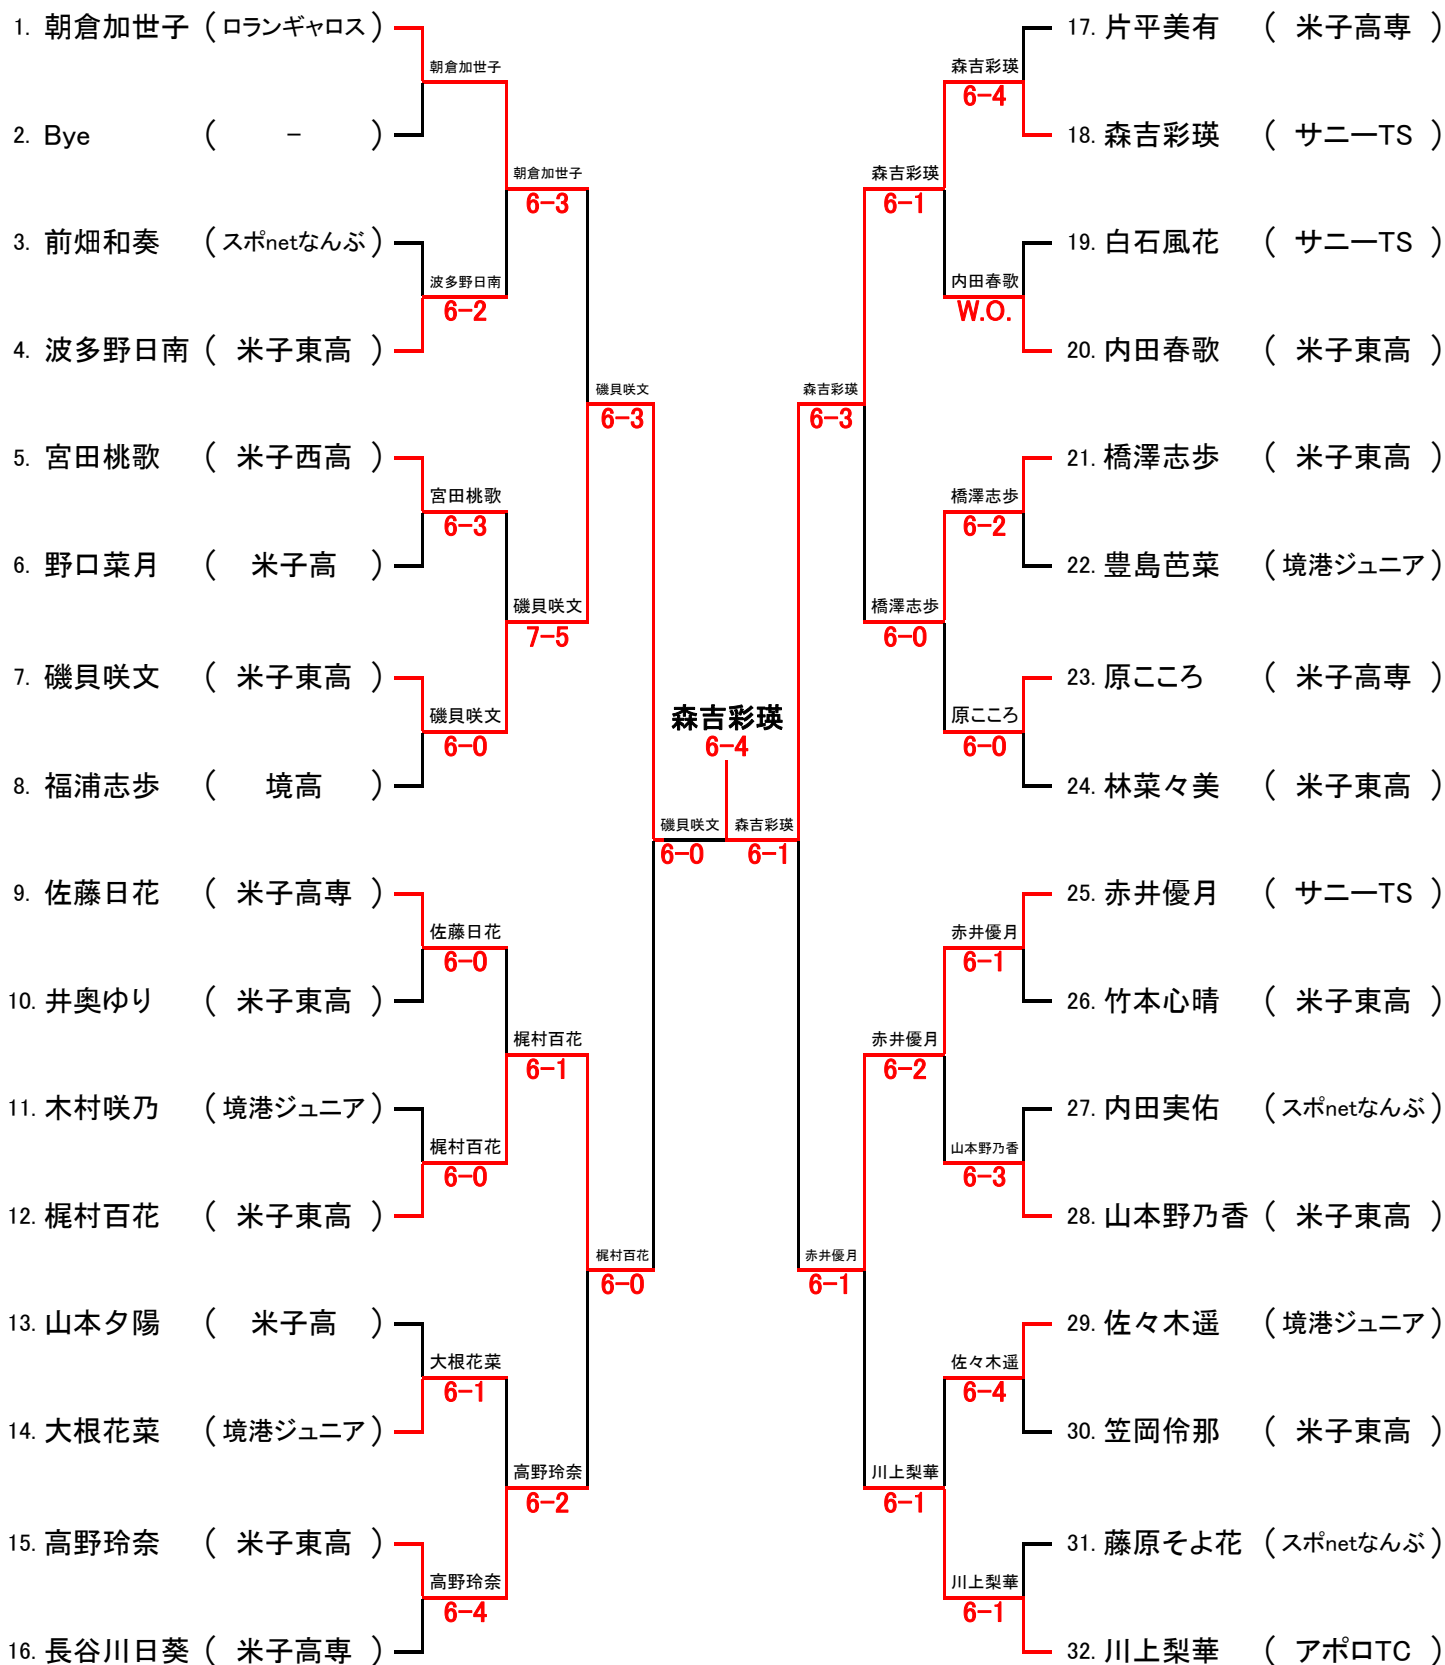 1. 朝倉加世子 ( ロランギャロス )
朝倉加世子
2. Bye ( － )
朝倉加世子
6-3
3. 前畑和奏 ( スポnetなんぶ )
波多野日南
6-2
4. 波多野日南 ( 米子東高 )
磯貝咲文
6-3
5. 宮田桃歌 ( 米子西高 )
宮田桃歌
6-3
6. 野口菜月 ( 米子高 )
磯貝咲文
7-5
7. 磯貝咲文 ( 米子東高 )
磯貝咲文
6-0
8. 福浦志歩 ( 境高 )
森吉彩瑛
6-4
磯貝咲文
6-0
森吉彩瑛
6-1
9. 佐藤日花 ( 米子高専 )
佐藤日花
6-0
10. 井奥ゆり ( 米子東高 )
梶村百花
6-1
11. 木村咲乃 ( 境港ジュニア )
梶村百花
6-0
12. 梶村百花 ( 米子東高 )
梶村百花
6-0
13. 山本夕陽 ( 米子高 )
大根花菜
6-1
14. 大根花菜 ( 境港ジュニア )
高野玲奈
6-2
15. 高野玲奈 ( 米子東高 )
高野玲奈
6-4
16. 長谷川日葵 ( 米子高専 )
17. 片平美有 ( 米子高専 )
森吉彩瑛
6-4
18. 森吉彩瑛 ( サニーTS )
森吉彩瑛
6-1
19. 白石風花 ( サニーTS )
内田春歌
W.O.
20. 内田春歌 ( 米子東高 )
森吉彩瑛
6-3
21. 橋澤志歩 ( 米子東高 )
橋澤志歩
6-2
22. 豊島芭菜 ( 境港ジュニア )
橋澤志歩
6-0
23. 原こころ ( 米子高専 )
原こころ
6-0
24. 林菜々美 ( 米子東高 )
25. 赤井優月 ( サニーTS )
赤井優月
6-1
26. 竹本心晴 ( 米子東高 )
赤井優月
6-2
27. 内田実佑 ( スポnetなんぶ )
山本野乃香
6-3
28. 山本野乃香 ( 米子東高 )
赤井優月
6-1
29. 佐々木遥 ( 境港ジュニア )
佐々木遥
6-4
30. 笠岡伶那 ( 米子東高 )
川上梨華
6-1
31. 藤原そよ花 ( スポnetなんぶ )
川上梨華
6-1
32. 川上梨華 ( アポロTC )